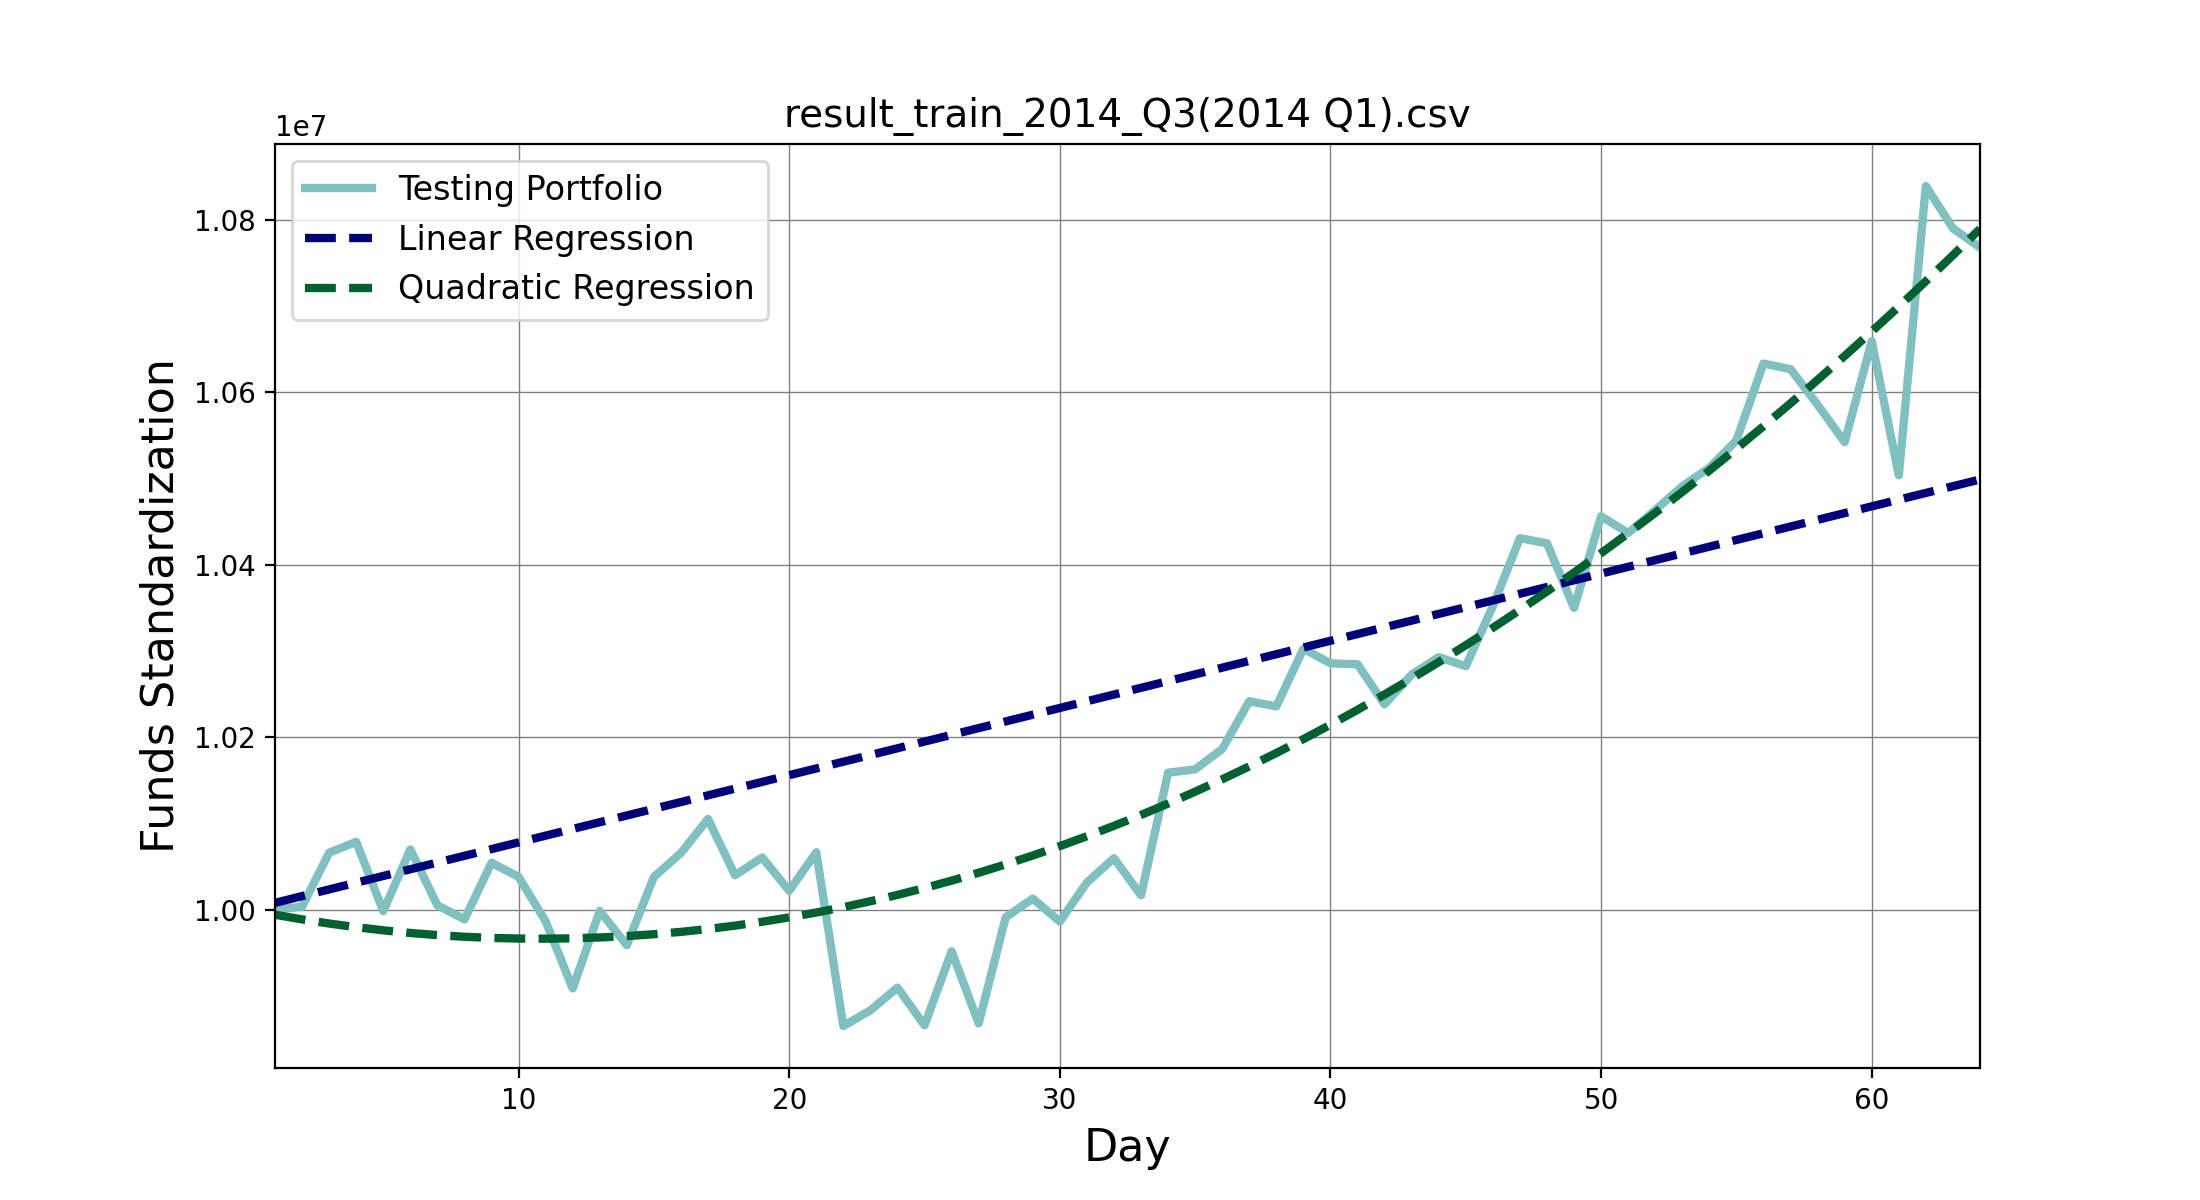 result_train_2014_Q3(2014 Q1).csv
1e7
Testing Portfolio
Linear Regression
Quadratic Regression
1.08
1.06
1.04
1.02
1.00
Funds Standardization
10 20 30 40 50 60
Day